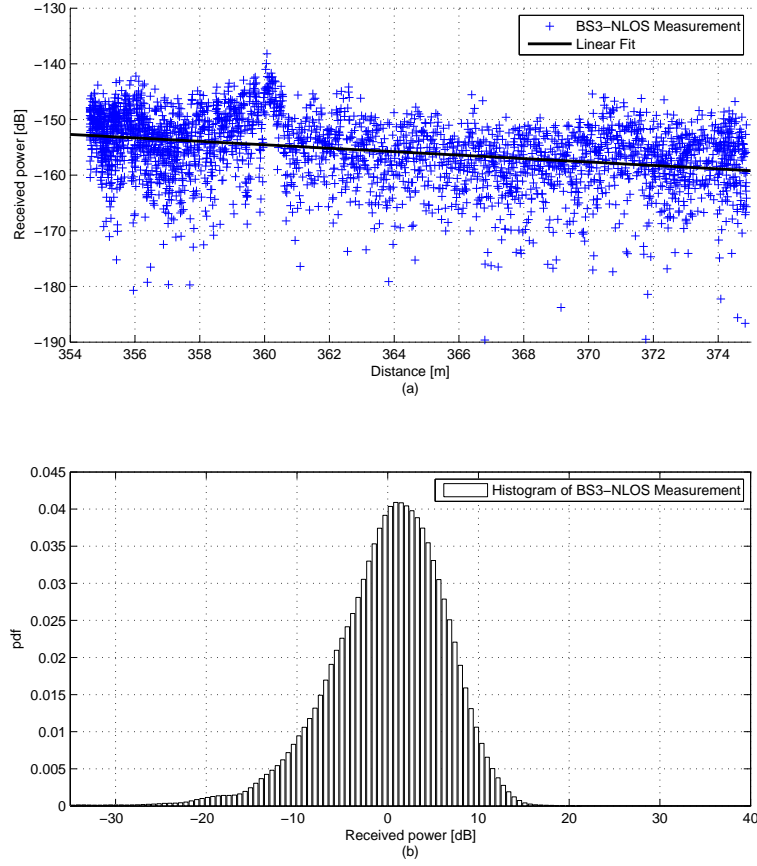 −130
−140
−150
−160
−170
−180
−190
Received power [dB]
BS3−NLOS Measurement
Linear Fit
354 356 358 360 362 364 366 368 370 372 374
Distance [m]
(a)
0.045
0.04
0.035
0.03
0.025
0.02
0.015
0.01
0.005
0
pdf
Histogram of BS3−NLOS Measurement
−30 −20 −10 0 10 20 30 40
Received power [dB]
(b)